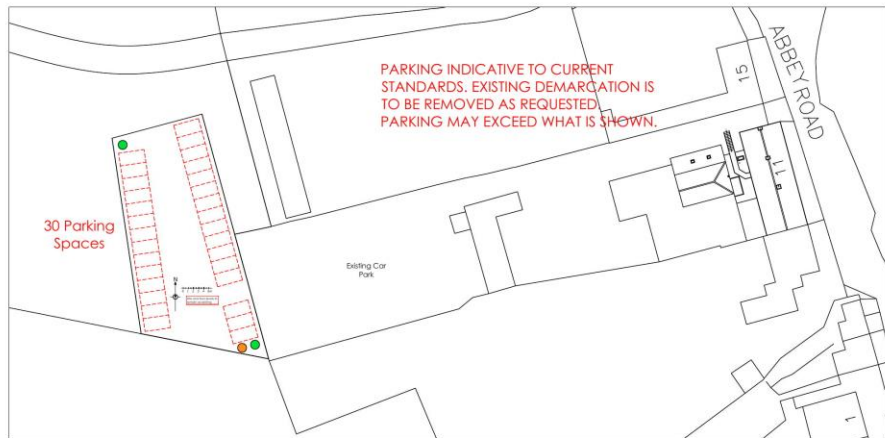 PARKING INDICATIVE TO CURRENT
STANDARDS. EXISTING DEMARCATION IS
TO BE REMOVED AS REQUESTED.
PARKING MAY EXCEED WHAT IS SHOWN.
ABBEY ROAD
15
11
30 Parking
Spaces
N
Existing Car
Park
1